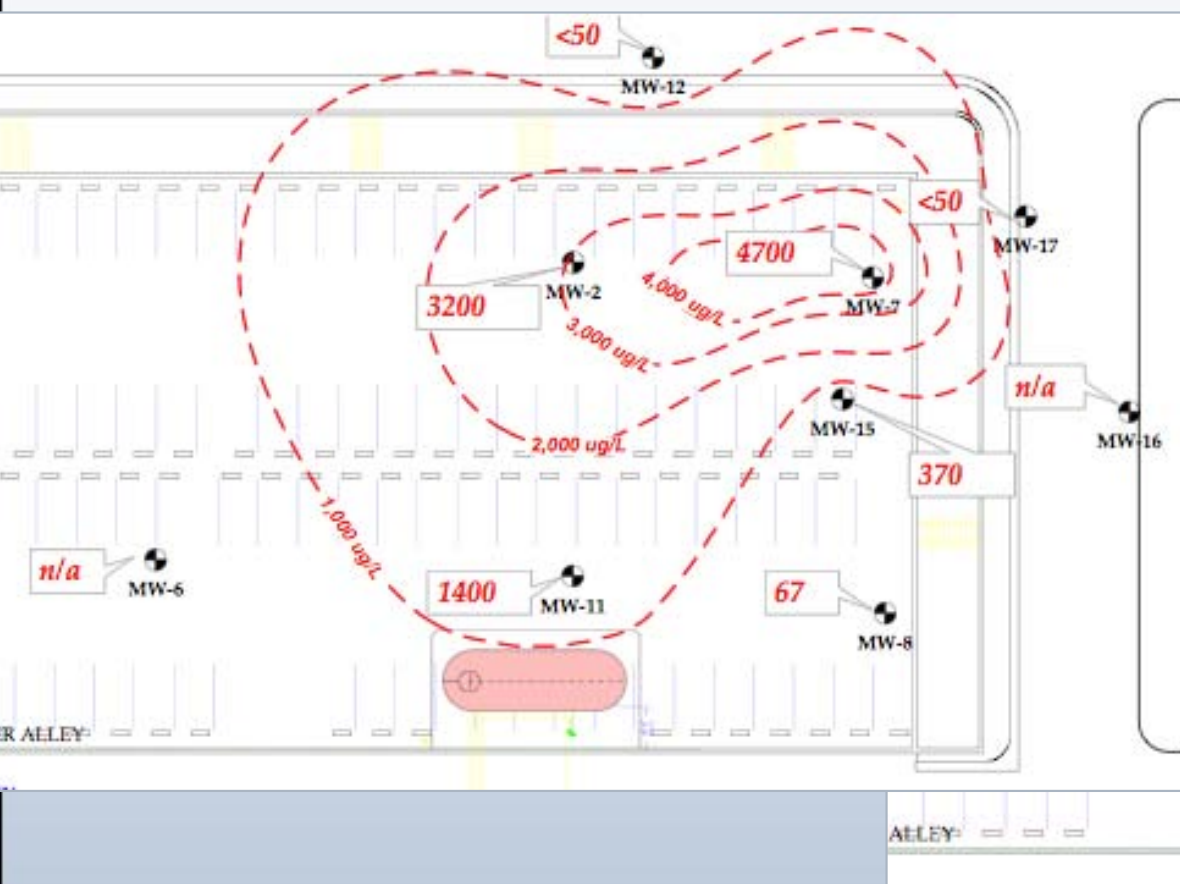 <50
MW-12
<50
MW-17
4700
MW-7
MW-2
3200
4,000 ug/L
3,000 ug/L
n/a
MW-16
MW-15
2,000 ug/L
370
1,000 ug/L
n/a
MW-6
1400
MW-11
67
MW-8
ER ALLEY
ALLEY